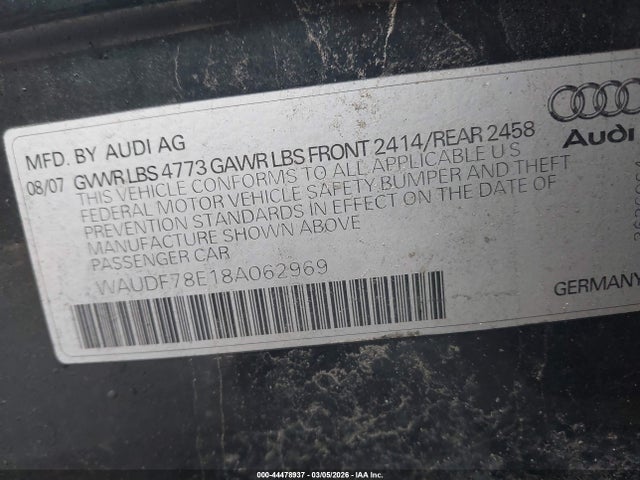 MFD. BY AUDI AG
08/07 GVWR LBS 4773 GAWR LBS FRONT 2414/REAR 2458
THIS VEHICLE CONFORMS TO ALL APPLICABLE U S
FEDERAL MOTOR VEHICLE SAFETY BUMPER AND THEFT
PREVENTION STANDARDS IN EFFECT ON THE DATE OF
MANUFACTURE SHOWN ABOVE
PASSENGER CAR
WAUDF78E18A062969
Audi
GERMANY
000-44478937 - 03/05/2026 - IAA Inc.